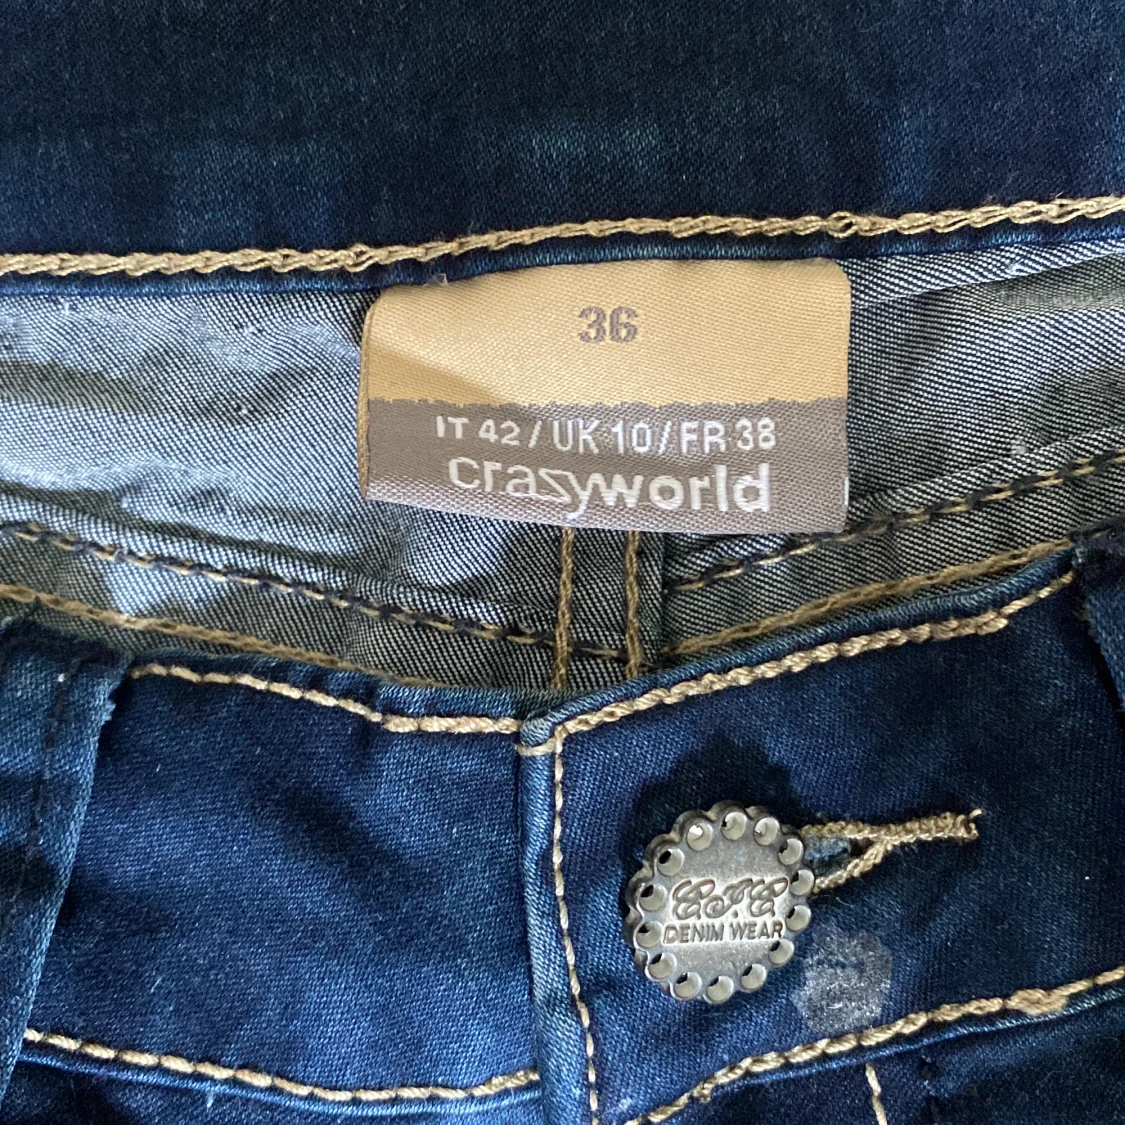 36
IT 42 / UK 10 / FR 38
crazyworld
DENIM WEAR